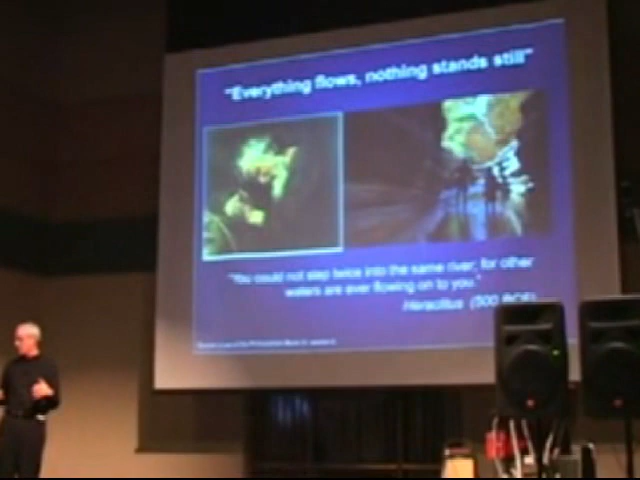 "Everything flows, nothing stands still"
"You could not step twice into the same river; for other
waters are ever flowing on to you."
Heraclitus (500 BCE)